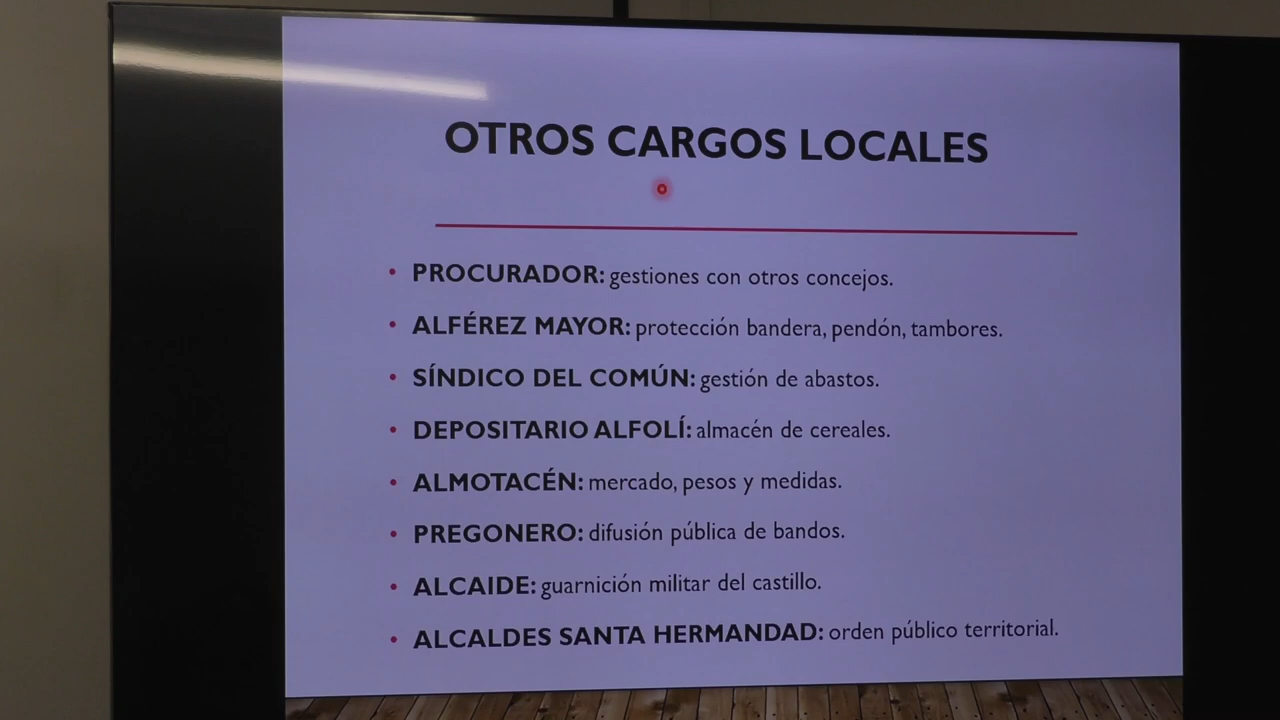 OTROS CARGOS LOCALES
• PROCURADOR: gestiones con otros concejos.
• ALFÉREZ MAYOR: protección bandera, pendón, tambores.
• SÍNDICO DEL COMÚN: gestión de abastos.
• DEPOSITARIO ALFOLÍ: almacén de cereales.
• ALMOTACÉN: mercado, pesos y medidas.
• PREGONERO: difusión pública de bandos.
• ALCAIDE: guarnición militar del castillo.
• ALCALDES SANTA HERMANDAD: orden público territorial.